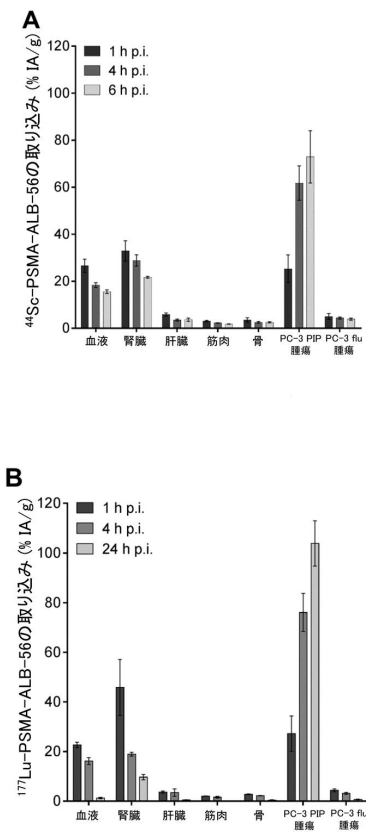 A
⁴⁴Sc-PSMA-ALB-56の取り込み (% IA/g)
120
100
80
60
40
20
0
1 h p.i.
4 h p.i.
6 h p.i.
血液 腎臓 肝臓 筋肉 骨 PC-3 PIP PC-3 flu
腫瘍 腫瘍
B
¹⁷⁷Lu-PSMA-ALB-56の取り込み (% IA/g)
120
100
80
60
40
20
0
1 h p.i.
4 h p.i.
24 h p.i.
血液 腎臓 肝臓 筋肉 骨 PC-3 PIP PC-3 flu
腫瘍 腫瘍